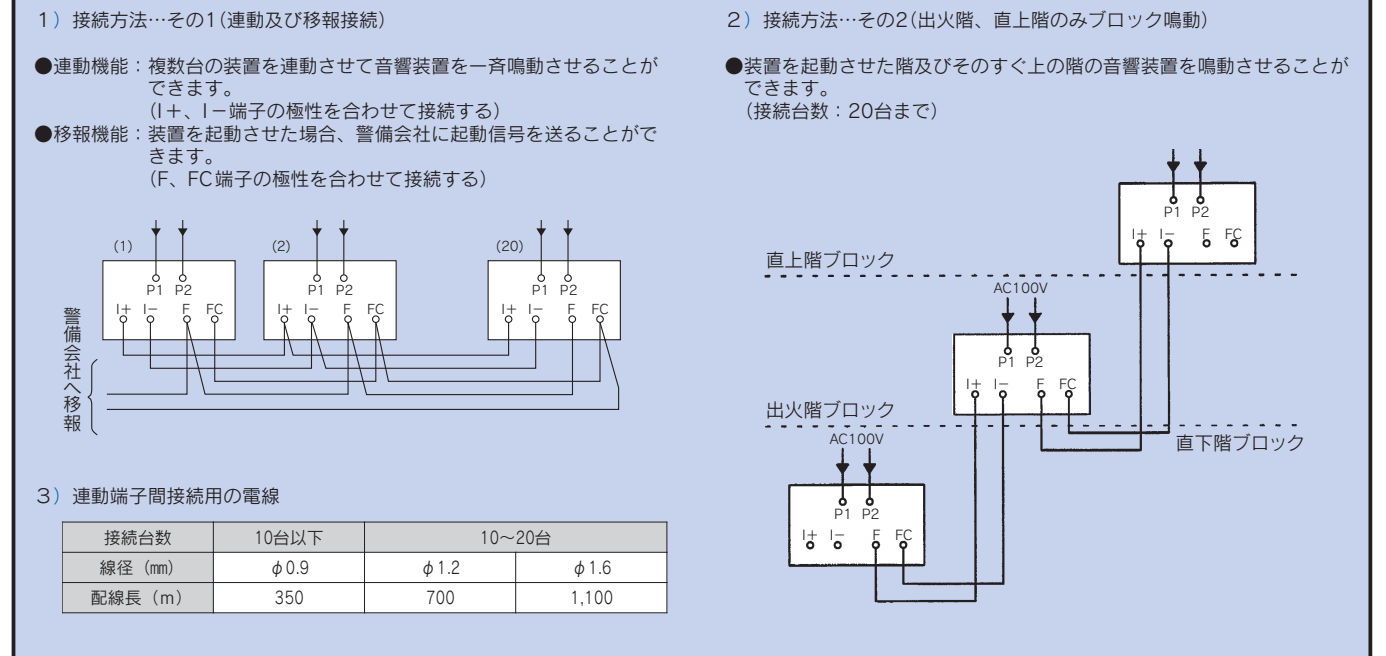 1）接続方法…その1(連動及び移報接続)
●連動機能：複数台の装置を連動させて音響装置を一斉鳴動させることが
できます。
(I＋、I－端子の極性を合わせて接続する)
●移報機能：装置を起動させた場合、警備会社に起動信号を送ることがで
きます。
(F、FC端子の極性を合わせて接続する)
(1) (2) (20)
P1 P2 P1 P2 P1 P2
I+ I− F FC I+ I− F FC I+ I− F FC
警備会社へ移報
3）連動端子間接続用の電線
接続台数 10台以下 10〜20台
線径（㎜） φ0.9 φ1.2 φ1.6
配線長（m） 350 700 1,100
2）接続方法…その2(出火階、直上階のみブロック鳴動)
●装置を起動させた階及びそのすぐ上の階の音響装置を鳴動させることが
できます。
(接続台数：20台まで)
P1 P2
I+ I− F FC
直上階ブロック
AC100V
P1 P2
I+ I− F FC
出火階ブロック
直下階ブロック
AC100V
P1 P2
I+ I− F FC